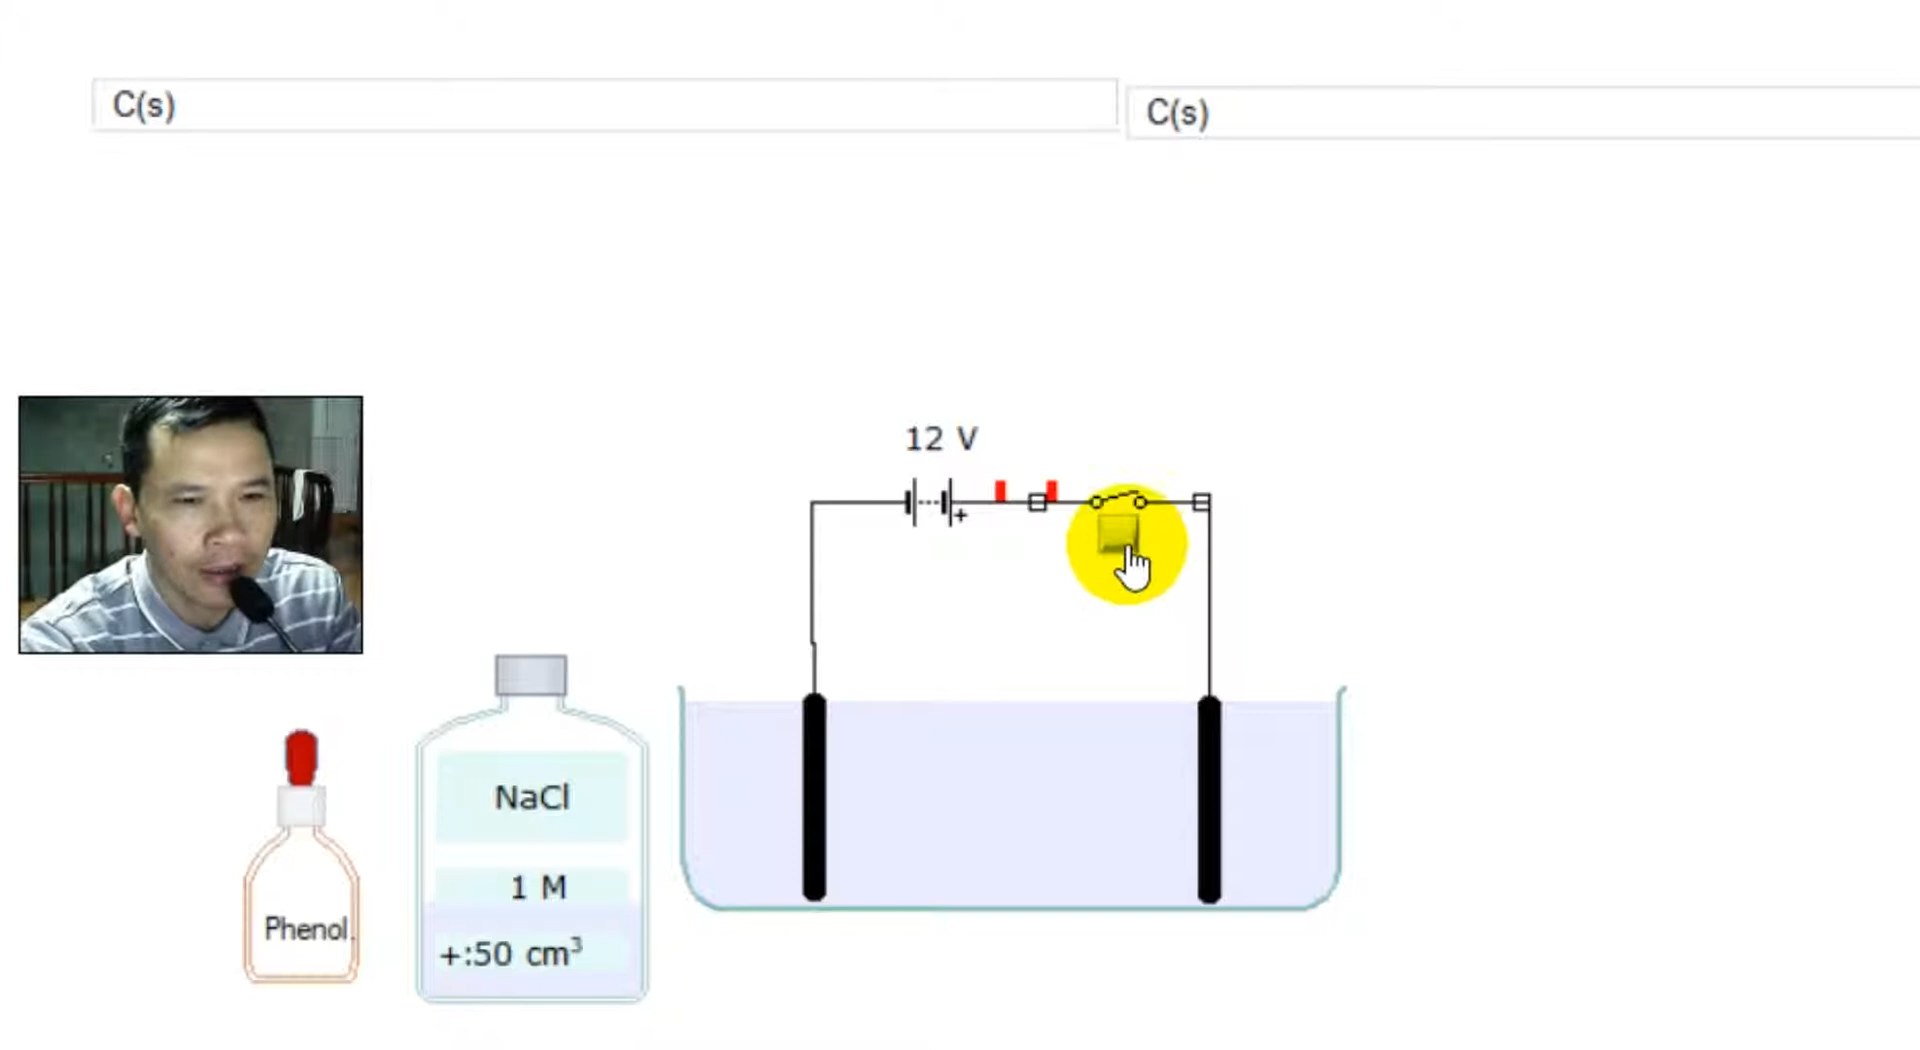 C(s)
C(s)
12 V
+
NaCl
1 M
+:50 cm³
Phenol.